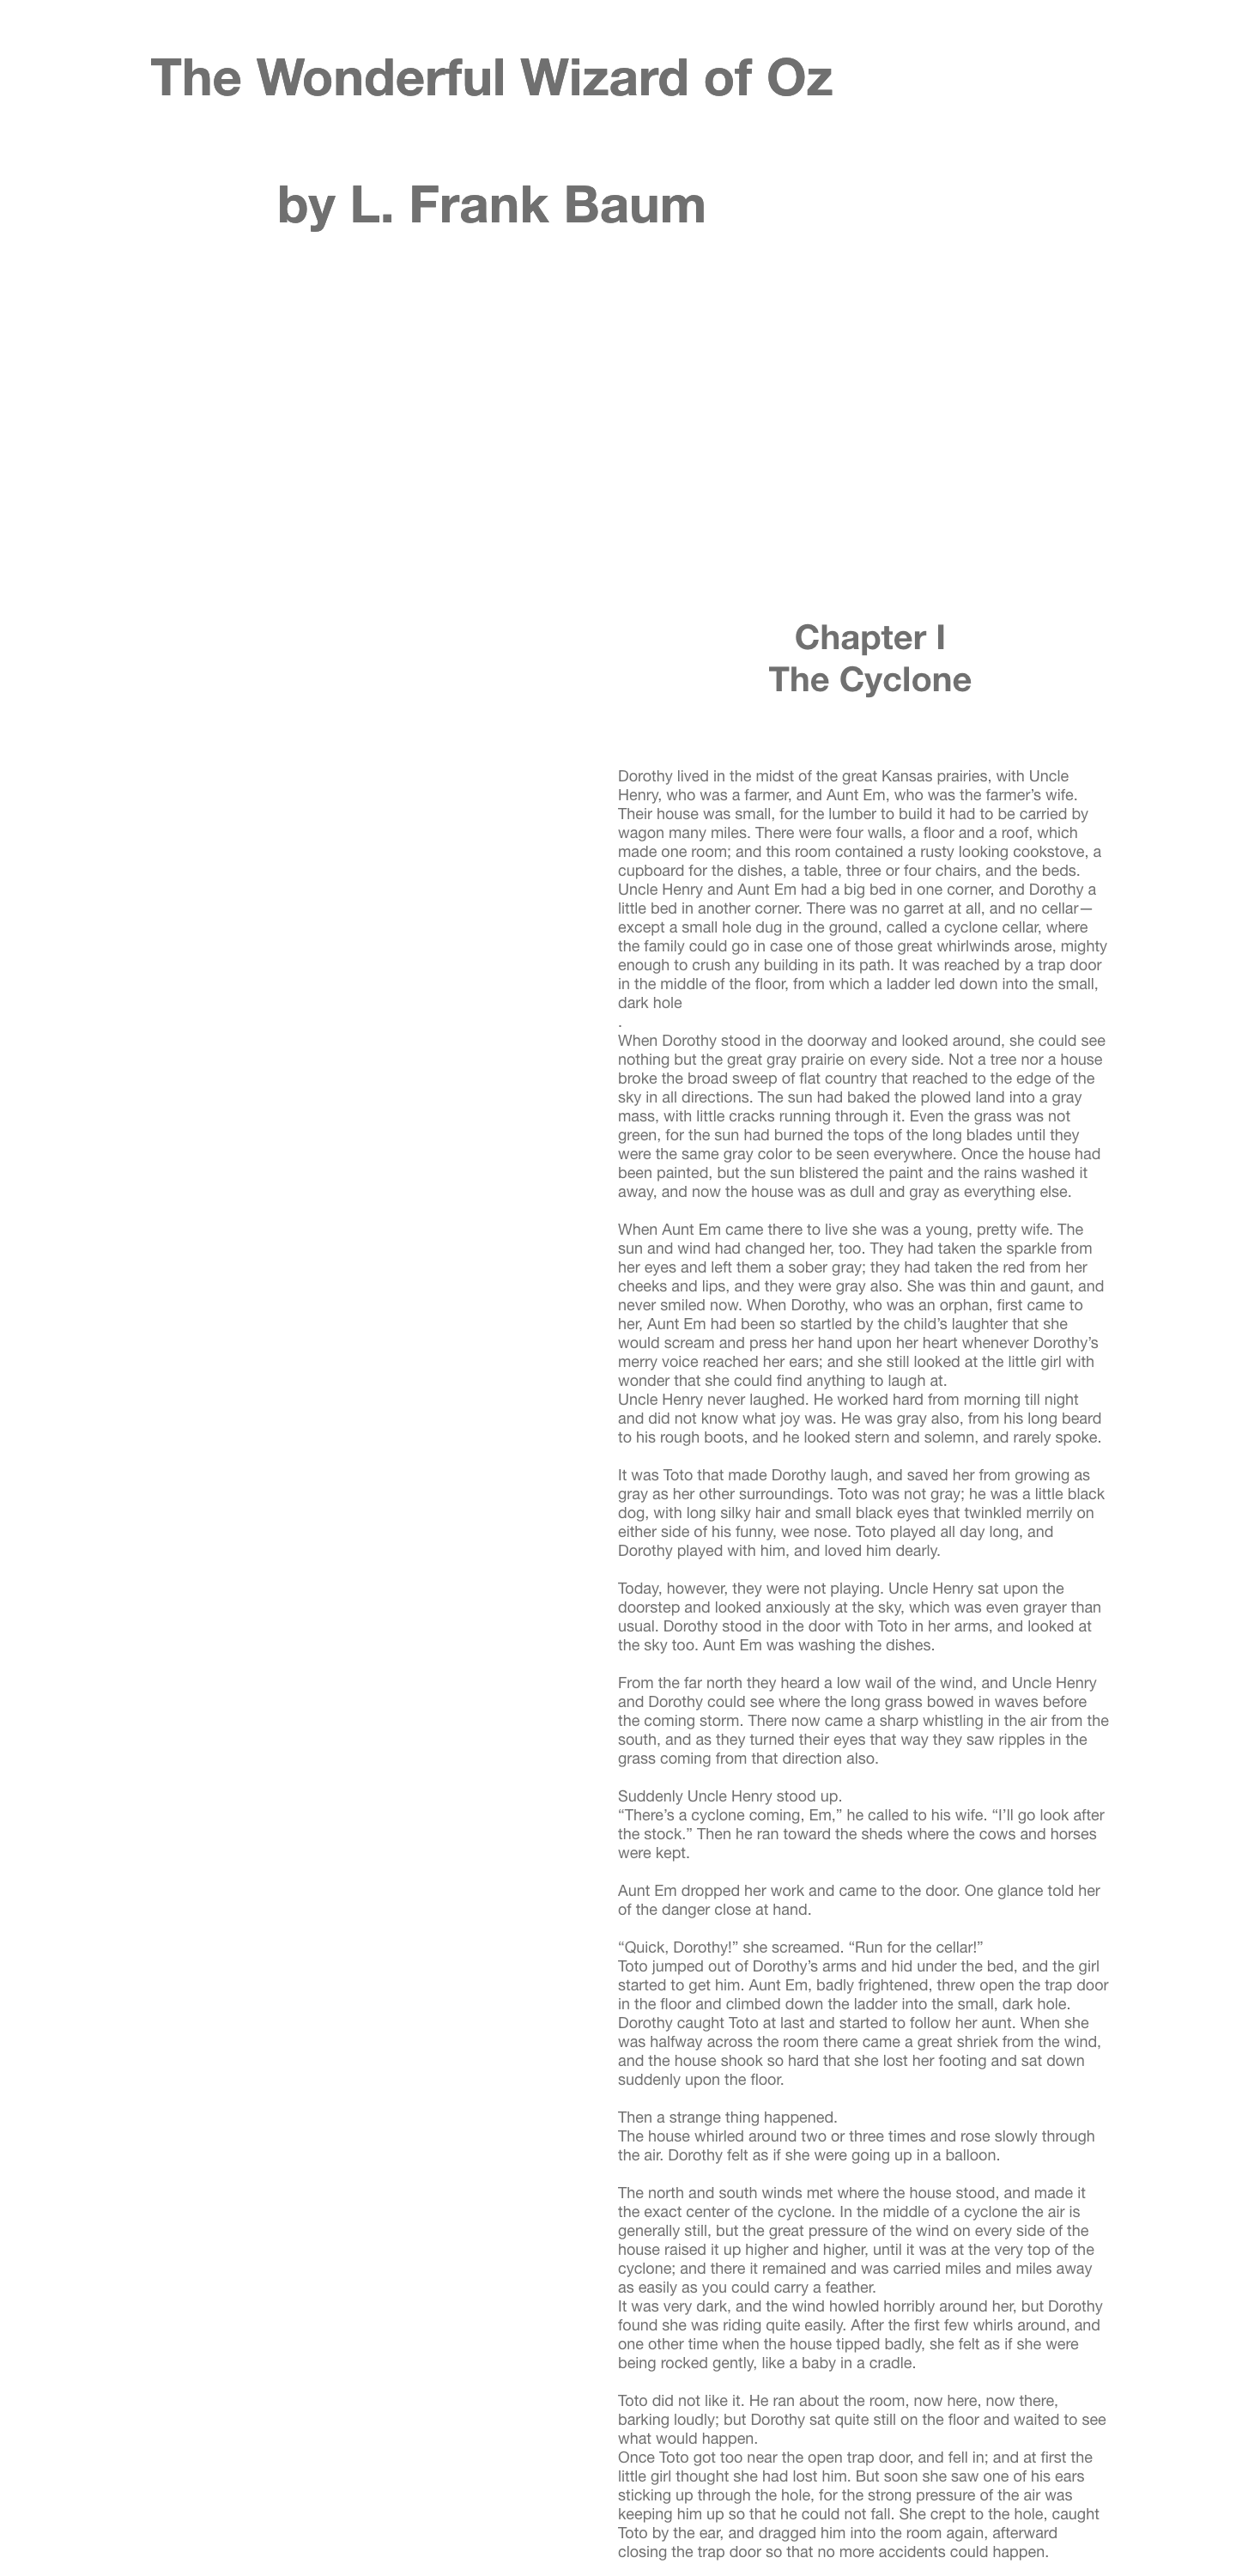 The Wonderful Wizard of Oz
by L. Frank Baum
Chapter I
The Cyclone
Dorothy lived in the midst of the great Kansas prairies, with Uncle
Henry, who was a farmer, and Aunt Em, who was the farmer’s wife.
Their house was small, for the lumber to build it had to be carried by
wagon many miles. There were four walls, a floor and a roof, which
made one room; and this room contained a rusty looking cookstove, a
cupboard for the dishes, a table, three or four chairs, and the beds.
Uncle Henry and Aunt Em had a big bed in one corner, and Dorothy a
little bed in another corner. There was no garret at all, and no cellar—
except a small hole dug in the ground, called a cyclone cellar, where
the family could go in case one of those great whirlwinds arose, mighty
enough to crush any building in its path. It was reached by a trap door
in the middle of the floor, from which a ladder led down into the small,
dark hole
.
When Dorothy stood in the doorway and looked around, she could see
nothing but the great gray prairie on every side. Not a tree nor a house
broke the broad sweep of flat country that reached to the edge of the
sky in all directions. The sun had baked the plowed land into a gray
mass, with little cracks running through it. Even the grass was not
green, for the sun had burned the tops of the long blades until they
were the same gray color to be seen everywhere. Once the house had
been painted, but the sun blistered the paint and the rains washed it
away, and now the house was as dull and gray as everything else.
When Aunt Em came there to live she was a young, pretty wife. The
sun and wind had changed her, too. They had taken the sparkle from
her eyes and left them a sober gray; they had taken the red from her
cheeks and lips, and they were gray also. She was thin and gaunt, and
never smiled now. When Dorothy, who was an orphan, first came to
her, Aunt Em had been so startled by the child’s laughter that she
would scream and press her hand upon her heart whenever Dorothy’s
merry voice reached her ears; and she still looked at the little girl with
wonder that she could find anything to laugh at.
Uncle Henry never laughed. He worked hard from morning till night
and did not know what joy was. He was gray also, from his long beard
to his rough boots, and he looked stern and solemn, and rarely spoke.
It was Toto that made Dorothy laugh, and saved her from growing as
gray as her other surroundings. Toto was not gray; he was a little black
dog, with long silky hair and small black eyes that twinkled merrily on
either side of his funny, wee nose. Toto played all day long, and
Dorothy played with him, and loved him dearly.
Today, however, they were not playing. Uncle Henry sat upon the
doorstep and looked anxiously at the sky, which was even grayer than
usual. Dorothy stood in the door with Toto in her arms, and looked at
the sky too. Aunt Em was washing the dishes.
From the far north they heard a low wail of the wind, and Uncle Henry
and Dorothy could see where the long grass bowed in waves before
the coming storm. There now came a sharp whistling in the air from the
south, and as they turned their eyes that way they saw ripples in the
grass coming from that direction also.
Suddenly Uncle Henry stood up.
“There’s a cyclone coming, Em,” he called to his wife. “I’ll go look after
the stock.” Then he ran toward the sheds where the cows and horses
were kept.
Aunt Em dropped her work and came to the door. One glance told her
of the danger close at hand.
“Quick, Dorothy!” she screamed. “Run for the cellar!”
Toto jumped out of Dorothy’s arms and hid under the bed, and the girl
started to get him. Aunt Em, badly frightened, threw open the trap door
in the floor and climbed down the ladder into the small, dark hole.
Dorothy caught Toto at last and started to follow her aunt. When she
was halfway across the room there came a great shriek from the wind,
and the house shook so hard that she lost her footing and sat down
suddenly upon the floor.
Then a strange thing happened.
The house whirled around two or three times and rose slowly through
the air. Dorothy felt as if she were going up in a balloon.
The north and south winds met where the house stood, and made it
the exact center of the cyclone. In the middle of a cyclone the air is
generally still, but the great pressure of the wind on every side of the
house raised it up higher and higher, until it was at the very top of the
cyclone; and there it remained and was carried miles and miles away
as easily as you could carry a feather.
It was very dark, and the wind howled horribly around her, but Dorothy
found she was riding quite easily. After the first few whirls around, and
one other time when the house tipped badly, she felt as if she were
being rocked gently, like a baby in a cradle.
Toto did not like it. He ran about the room, now here, now there,
barking loudly; but Dorothy sat quite still on the floor and waited to see
what would happen.
Once Toto got too near the open trap door, and fell in; and at first the
little girl thought she had lost him. But soon she saw one of his ears
sticking up through the hole, for the strong pressure of the air was
keeping him up so that he could not fall. She crept to the hole, caught
Toto by the ear, and dragged him into the room again, afterward
closing the trap door so that no more accidents could happen.